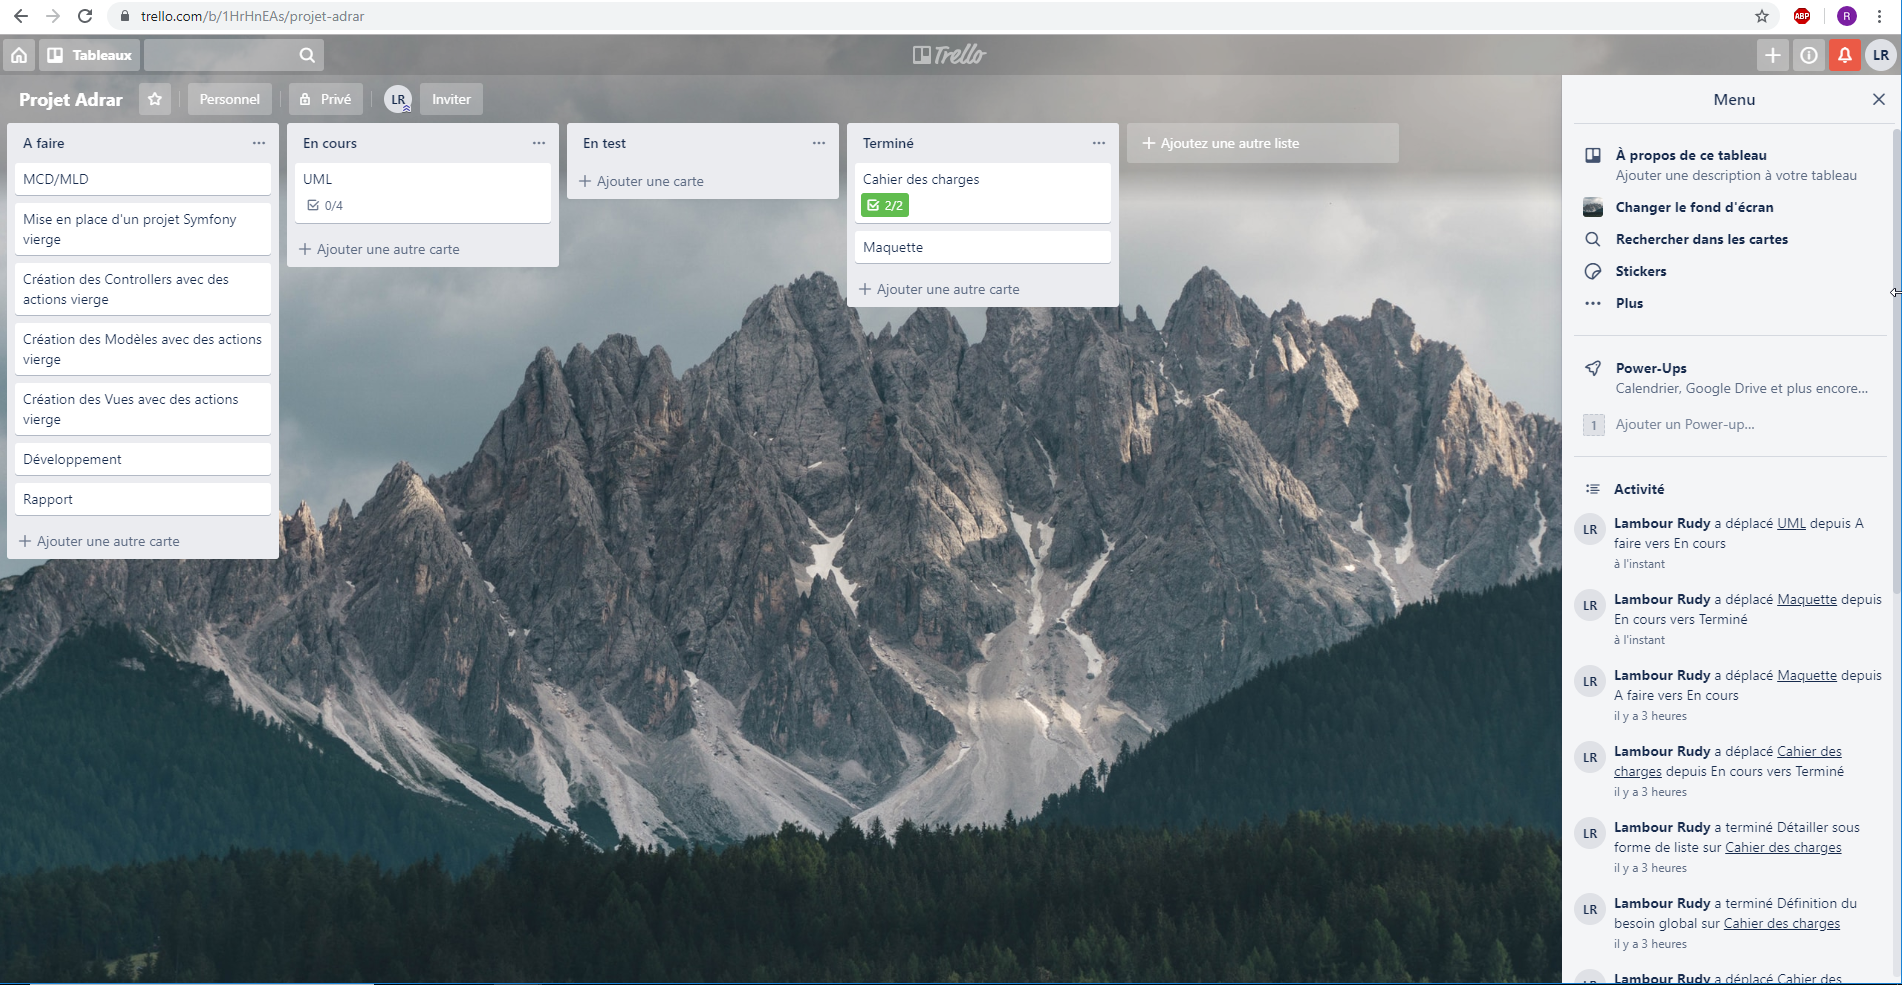 trello.com/b/1HrHnEAs/projet-adrar
ABP
R
Tableaux
Trello
LR
Projet Adrar
Personnel
Privé
LR
Inviter
A faire
MCD/MLD
Mise en place d'un projet Symfony
vierge
Création des Controllers avec des
actions vierge
Création des Modèles avec des actions
vierge
Création des Vues avec des actions
vierge
Développement
Rapport
Ajouter une autre carte
En cours
UML
0/4
Ajouter une autre carte
En test
Ajouter une carte
Terminé
Cahier des charges
2/2
Maquette
Ajouter une autre carte
Ajoutez une autre liste
Menu
À propos de ce tableau
Ajouter une description à votre tableau
Changer le fond d'écran
Rechercher dans les cartes
Stickers
Plus
Power-Ups
Calendrier, Google Drive et plus encore...
1
Ajouter un Power-up...
Activité
LR
Lambour Rudy a déplacé UML depuis A
faire vers En cours
à l'instant
LR
Lambour Rudy a déplacé Maquette depuis
En cours vers Terminé
à l'instant
LR
Lambour Rudy a déplacé Maquette depuis
A faire vers En cours
il y a 3 heures
LR
Lambour Rudy a déplacé Cahier des
charges depuis En cours vers Terminé
il y a 3 heures
LR
Lambour Rudy a terminé Détailler sous
forme de liste sur Cahier des charges
il y a 3 heures
LR
Lambour Rudy a terminé Définition du
besoin global sur Cahier des charges
il y a 3 heures
LR
Lambour Rudy a déplacé Cahier des